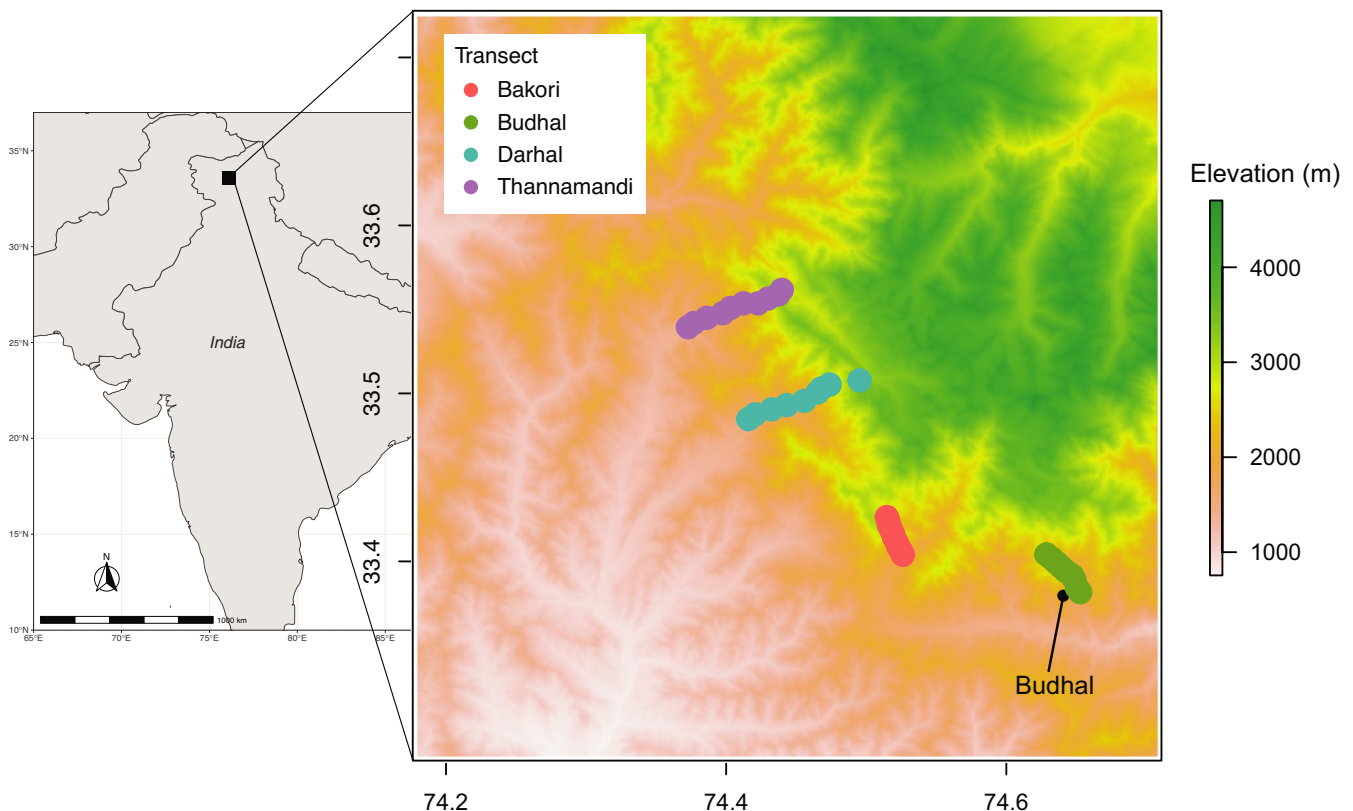 Transect
Bakori
Budhal
Darhal
Thannamandi
35°N
30°N
25°N
20°N
15°N
10°N
65°E
70°E
75°E
80°E
85°E
India
N
1000 km
33.6
33.5
33.4
74.2
74.4
74.6
Budhal
Elevation (m)
4000
3000
2000
1000